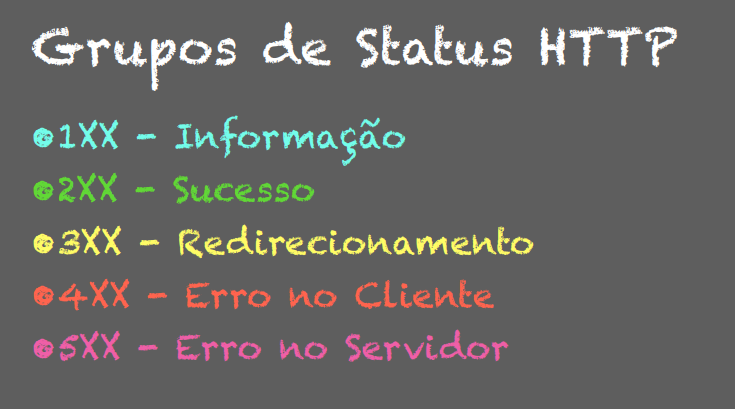 Grupos de Status HTTP
•1XX - Informação
•2XX - Sucesso
•3XX - Redirecionamento
•4XX - Erro no Cliente
•5XX - Erro no Servidor